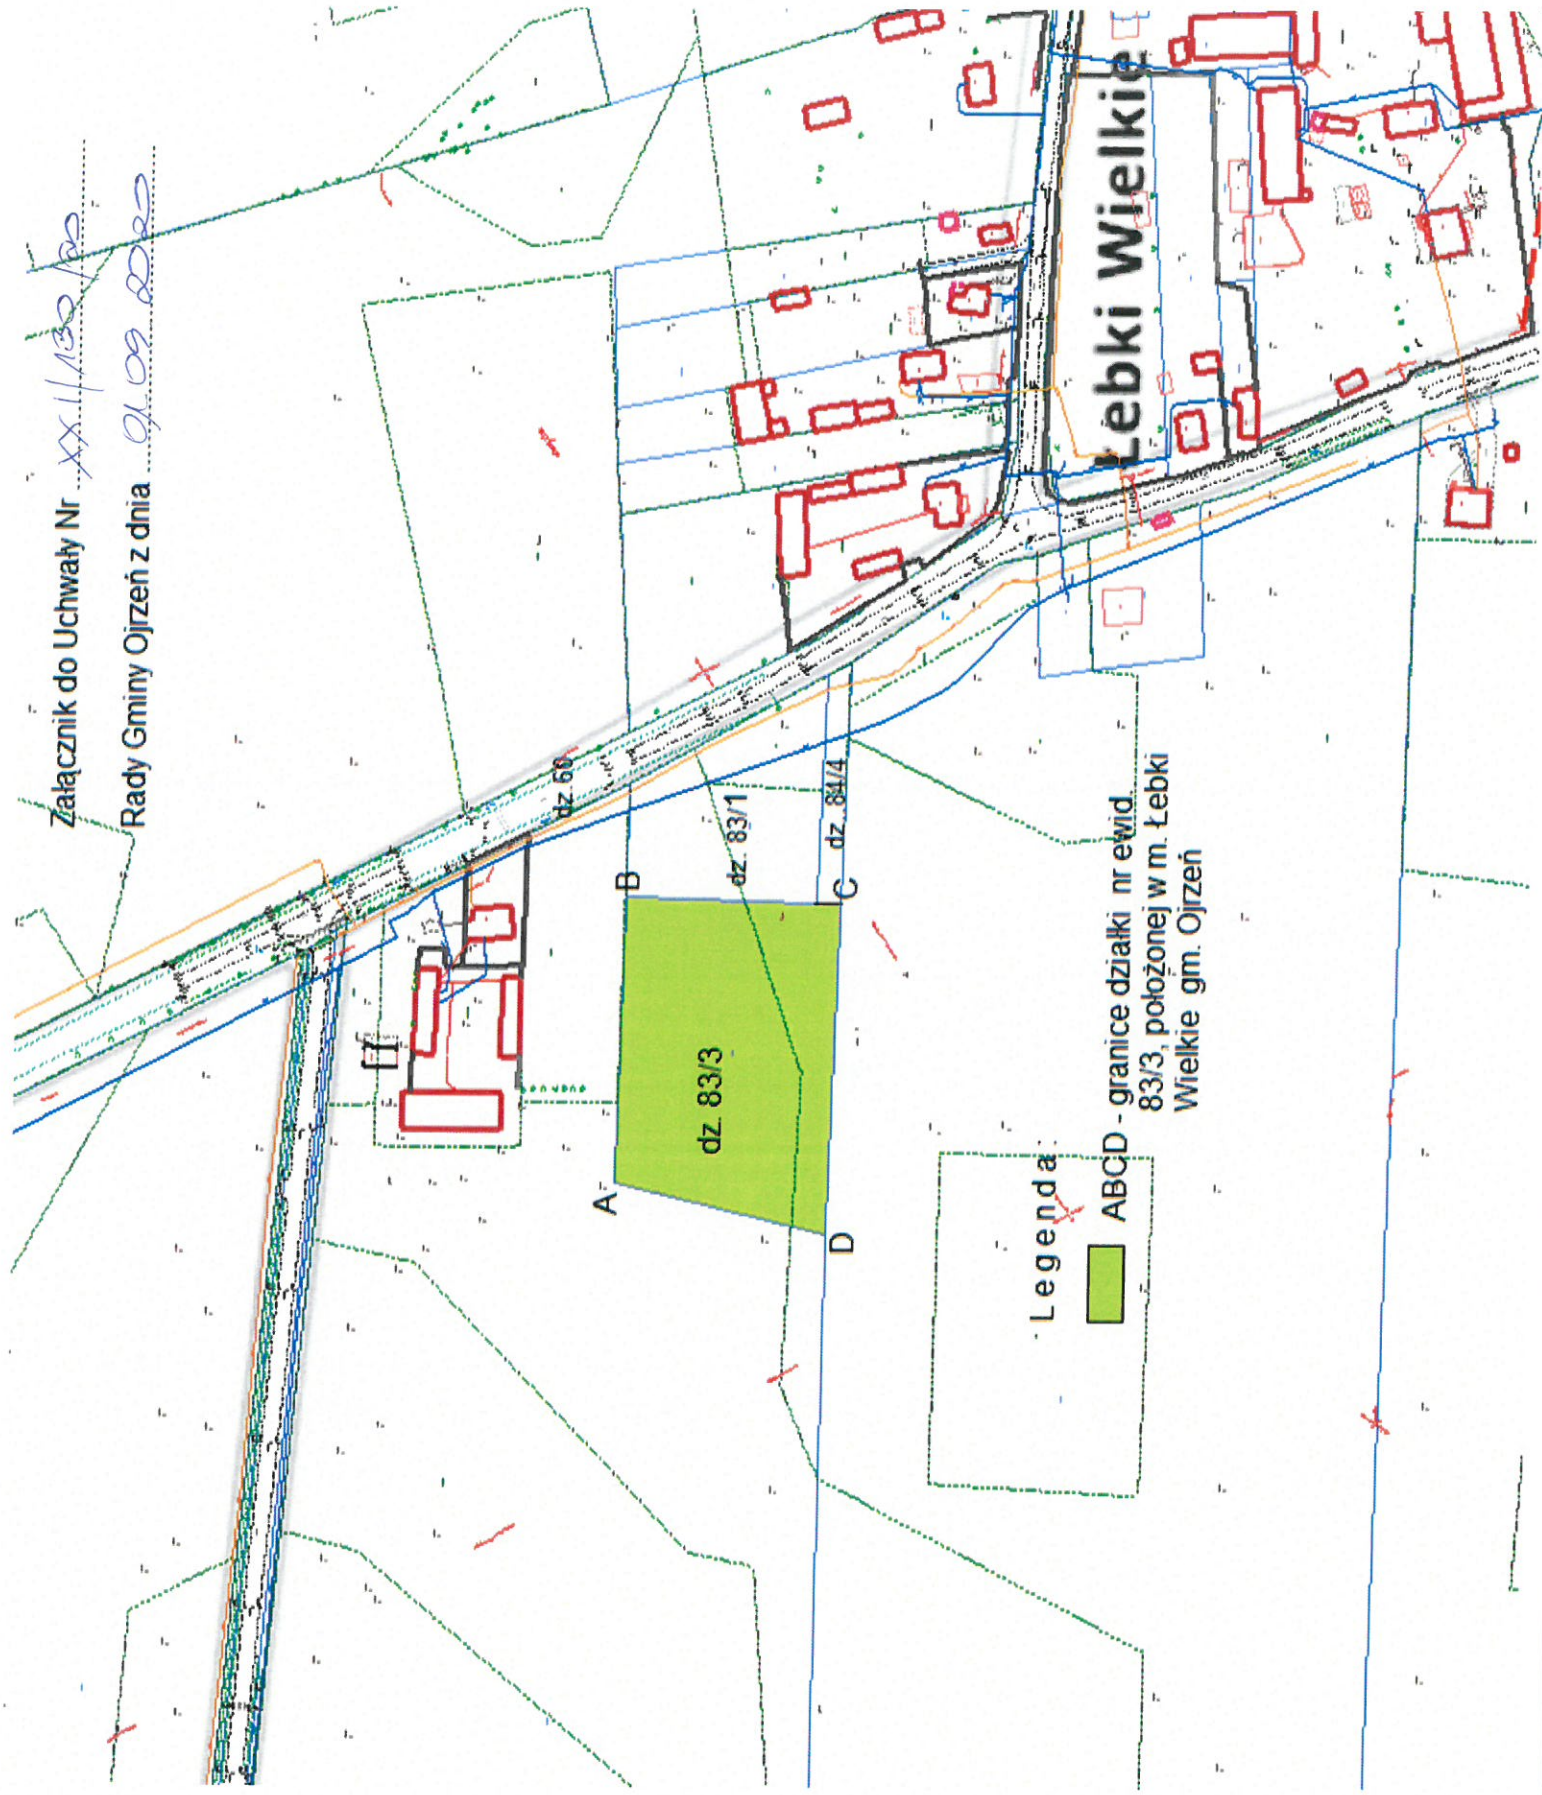 Załącznik do Uchwały Nr XXII/130/20
Rady Gminy Ojrzeń z dnia 01.09.2020
dz. 60
B
dz. 83/1
dz. 84/4
C
A
dz. 83/3
D
Łebki Wielkie
Legenda:
ABCD - granice działki nr ewid.
83/3, położonej w m. Łebki
Wielkie gm. Ojrzeń